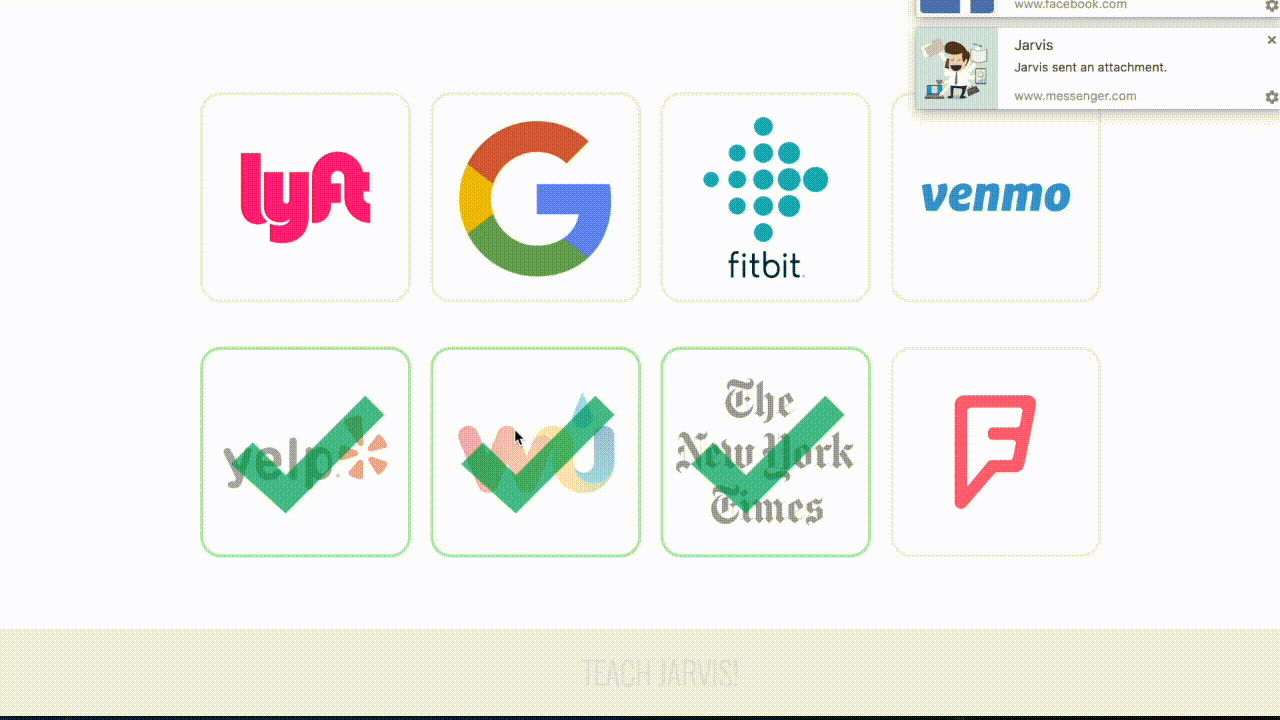 www.facebook.com
Jarvis
Jarvis sent an attachment.
www.messenger.com
lyft
G
fitbit
venmo
yelp
The
New York
Times
TEACH JARVIS!